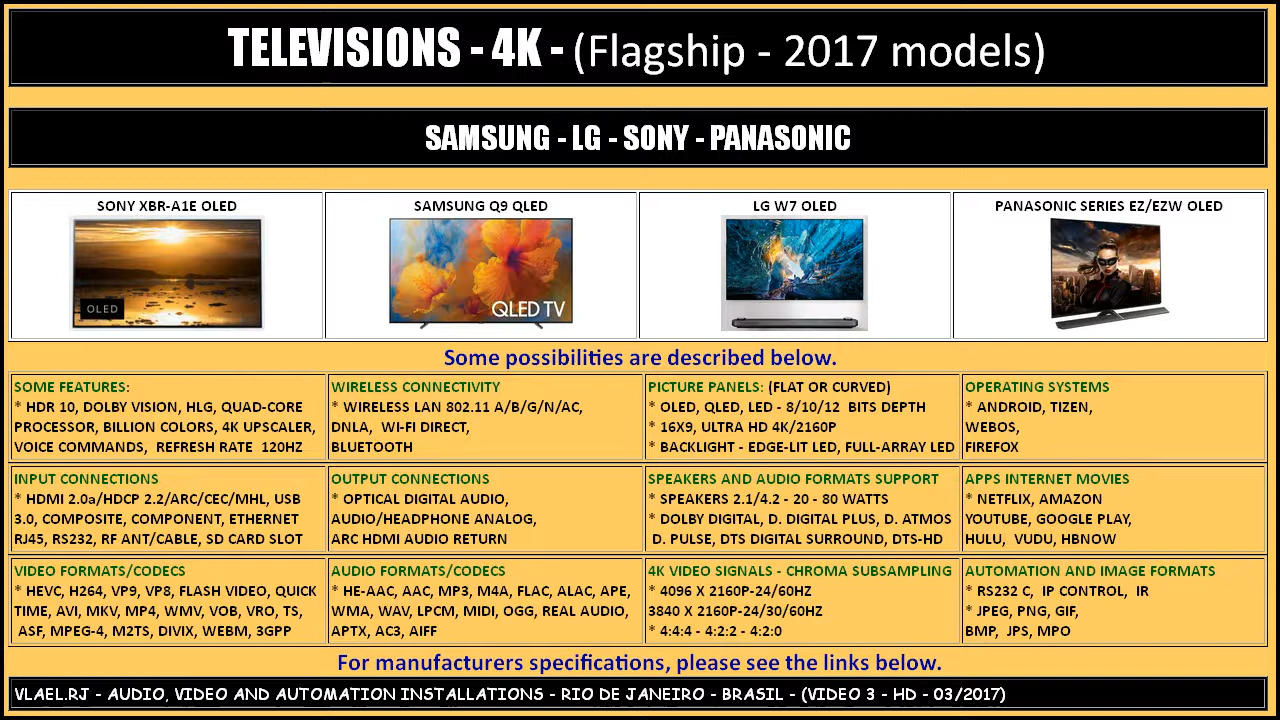 TELEVISIONS - 4K - (Flagship - 2017 models)
SAMSUNG - LG - SONY - PANASONIC
SONY XBR-A1E OLED
OLED
SAMSUNG Q9 QLED
QLED TV
LG W7 OLED
PANASONIC SERIES EZ/EZW OLED
Some possibilities are described below.
SOME FEATURES:
* HDR 10, DOLBY VISION, HLG, QUAD-CORE
PROCESSOR, BILLION COLORS, 4K UPSCALER,
VOICE COMMANDS, REFRESH RATE 120HZ
WIRELESS CONNECTIVITY
* WIRELESS LAN 802.11 A/B/G/N/AC,
DNLA, WI-FI DIRECT,
BLUETOOTH
PICTURE PANELS: (FLAT OR CURVED)
* OLED, QLED, LED - 8/10/12 BITS DEPTH
* 16X9, ULTRA HD 4K/2160P
* BACKLIGHT - EDGE-LIT LED, FULL-ARRAY LED
OPERATING SYSTEMS
* ANDROID, TIZEN,
WEBOS,
FIREFOX
INPUT CONNECTIONS
* HDMI 2.0a/HDCP 2.2/ARC/CEC/MHL, USB
3.0, COMPOSITE, COMPONENT, ETHERNET
RJ45, RS232, RF ANT/CABLE, SD CARD SLOT
OUTPUT CONNECTIONS
* OPTICAL DIGITAL AUDIO,
AUDIO/HEADPHONE ANALOG,
ARC HDMI AUDIO RETURN
SPEAKERS AND AUDIO FORMATS SUPPORT
* SPEAKERS 2.1/4.2 - 20 - 80 WATTS
* DOLBY DIGITAL, D. DIGITAL PLUS, D. ATMOS
D. PULSE, DTS DIGITAL SURROUND, DTS-HD
APPS INTERNET MOVIES
* NETFLIX, AMAZON
YOUTUBE, GOOGLE PLAY,
HULU, VUDU, HBNOW
VIDEO FORMATS/CODECS
* HEVC, H264, VP9, VP8, FLASH VIDEO, QUICK
TIME, AVI, MKV, MP4, WMV, VOB, VRO, TS,
ASF, MPEG-4, M2TS, DIVIX, WEBM, 3GPP
AUDIO FORMATS/CODECS
* HE-AAC, AAC, MP3, M4A, FLAC, ALAC, APE,
WMA, WAV, LPCM, MIDI, OGG, REAL AUDIO,
APTX, AC3, AIFF
4K VIDEO SIGNALS - CHROMA SUBSAMPLING
* 4096 X 2160P-24/60HZ
3840 X 2160P-24/30/60HZ
* 4:4:4 - 4:2:2 - 4:2:0
AUTOMATION AND IMAGE FORMATS
* RS232 C, IP CONTROL, IR
* JPEG, PNG, GIF,
BMP, JPS, MPO
For manufacturers specifications, please see the links below.
VLAEL.RJ - AUDIO, VIDEO AND AUTOMATION INSTALLATIONS - RIO DE JANEIRO - BRASIL - (VIDEO 3 - HD - 03/2017)